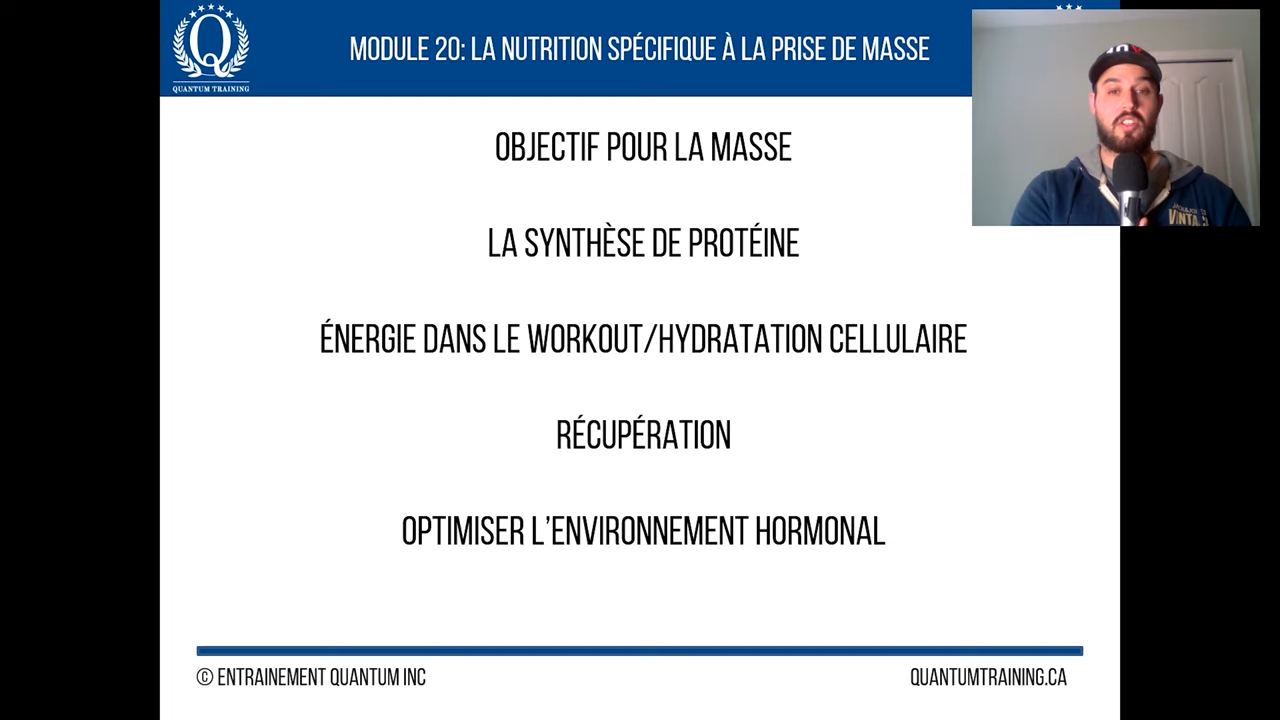 Q
QUANTUM TRAINING
MODULE 20: LA NUTRITION SPÉCIFIQUE À LA PRISE DE MASSE
OBJECTIF POUR LA MASSE
LA SYNTHÈSE DE PROTÉINE
ÉNERGIE DANS LE WORKOUT/HYDRATATION CELLULAIRE
RÉCUPÉRATION
OPTIMISER L’ENVIRONNEMENT HORMONAL
© ENTRAINEMENT QUANTUM INC
QUANTUMTRAINING.CA